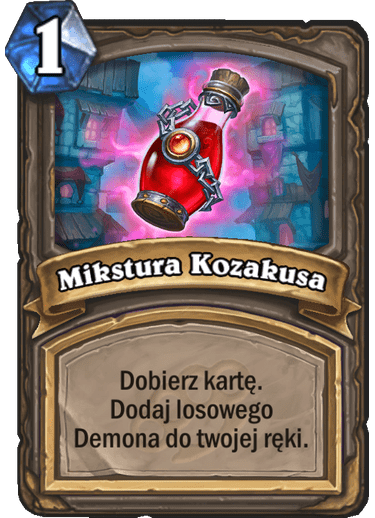 1
Mikstura Kozakusa
Dobierz kartę.
Dodaj losowego
Demona do twojej ręki.